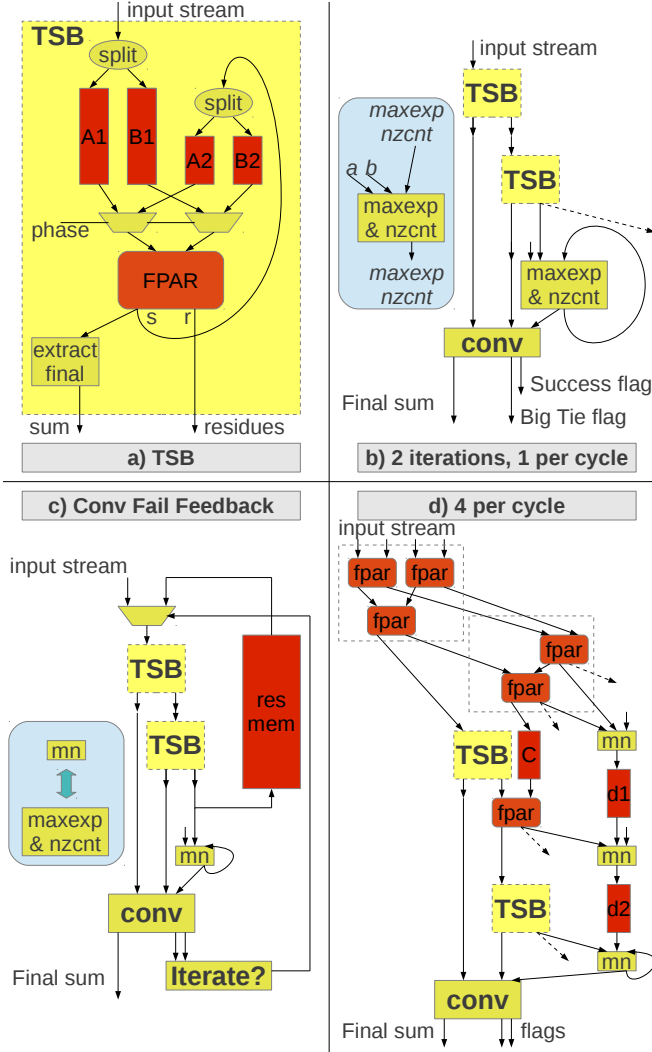 input stream
TSB
split
split
A1
B1
A2
B2
phase
FPAR
s
r
extract
final
sum
residues
a) TSB
input stream
TSB
maxexp
nzcnt
a
b
maxexp
& nzcnt
maxexp
nzcnt
TSB
maxexp
& nzcnt
conv
Success flag
Final sum
Big Tie flag
b) 2 iterations, 1 per cycle
c) Conv Fail Feedback
input stream
TSB
res
mem
TSB
mn
maxexp
& nzcnt
mn
conv
Iterate?
Final sum
d) 4 per cycle
input stream
fpar
fpar
fpar
fpar
fpar
TSB
C
mn
d1
fpar
mn
TSB
d2
mn
conv
Final sum
flags